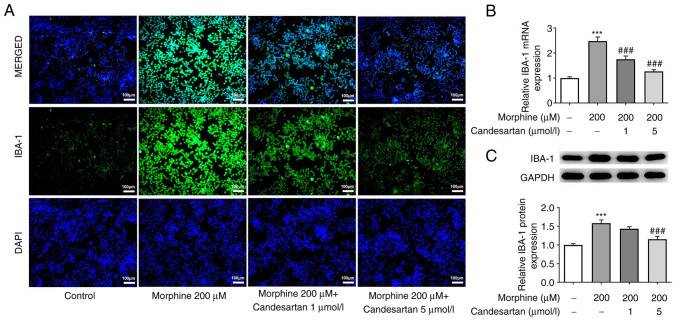 A
MERGED
100μm
100μm
100μm
100μm
IBA-1
100μm
100μm
100μm
100μm
DAPI
100μm
100μm
100μm
100μm
Control
Morphine 200 μM
Morphine 200 μM+
Candesartan 1 μmol/l
Morphine 200 μM+
Candesartan 5 μmol/l
B
Relative IBA-1 mRNA
expression
3
2
1
0
***
###
###
Morphine (μM) – 200 200 200
Candesartan (μmol/l) – – 1 5
C
IBA-1
GAPDH
Relative IBA-1 protein
expression
2.0
1.5
1.0
0.5
0.0
***
###
Morphine (μM) – 200 200 200
Candesartan (μmol/l) – – 1 5